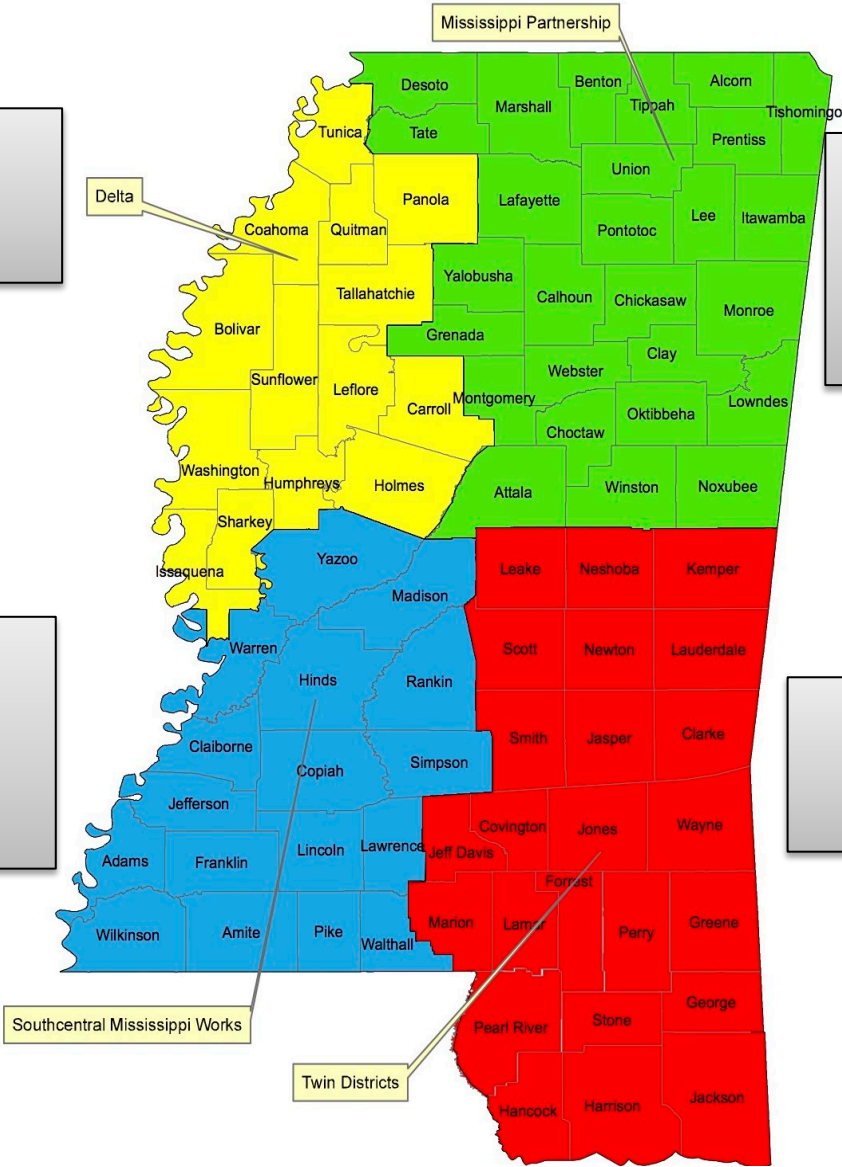 Mississippi Partnership
Desoto
Marshall
Benton
Tippah
Alcorn
Tishomingo
Tate
Prentiss
Tunica
Union
Delta
Panola
Lafayette
Lee
Itawamba
Coahoma
Quitman
Pontotoc
Yalobusha
Tallahatchie
Calhoun
Chickasaw
Monroe
Bolivar
Grenada
Clay
Webster
Sunflower
Leflore
Carroll
Montgomery
Oktibbeha
Lowndes
Choctaw
Washington
Humphreys
Holmes
Attala
Winston
Noxubee
Sharkey
Issaquena
Yazoo
Leake
Neshoba
Kemper
Madison
Warren
Scott
Newton
Lauderdale
Hinds
Rankin
Claiborne
Smith
Jasper
Clarke
Copiah
Simpson
Jefferson
Covington
Jones
Wayne
Adams
Franklin
Lincoln
Lawrence
Jeff Davis
Forrest
Wilkinson
Amite
Pike
Walthall
Marion
Lamar
Perry
Greene
Southcentral Mississippi Works
Pearl River
Stone
George
Twin Districts
Hancock
Harrison
Jackson